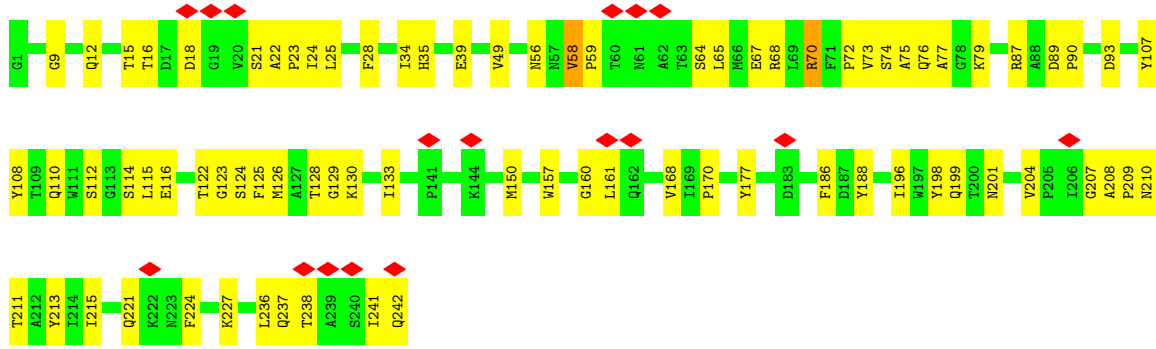 G1 G9 Q12 T15 T16 D17 D18 G19 V20 S21 A22 P23 I24 L25 F28 I34 H35 E39 V49 N56 N57 V58 P59 T60 N61 A62 T63 S64 L65 M66 E67 R68 L69 R70 F71 P72 V73 S74 A75 Q76 A77 G78 K79 R87 A88 D89 P90 D93 Y107
Y108 T109 Q110 W111 S112 G113 S114 L115 E116 T122 G123 S124 F125 M126 A127 T128 G129 K130 I133 P141 K144 M150 W157 G160 L161 Q162 V168 I169 P170 Y177 D183 F186 D187 Y188 I196 W197 Y198 Q199 T200 N201 V204 P205 I206 G207 A208 P209 N210
T211 A212 Y213 I214 I215 Q221 K222 N223 F224 K227 L236 Q237 T238 A239 S240 I241 Q242